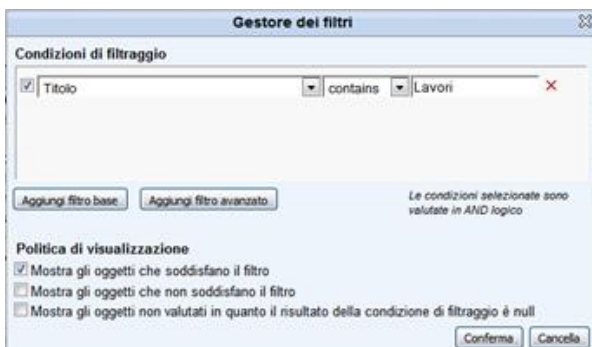 Gestore dei filtri
Condizioni di filtraggio
Titolo contains Lavori
Aggiungi filtro base Aggiungi filtro avanzato
Le condizioni selezionate sono
valutate in AND logico
Politica di visualizzazione
Mostra gli oggetti che soddisfano il filtro
Mostra gli oggetti che non soddisfano il filtro
Mostra gli oggetti non valutati in quanto il risultato della condizione di filtraggio è null
Conferma Cancella